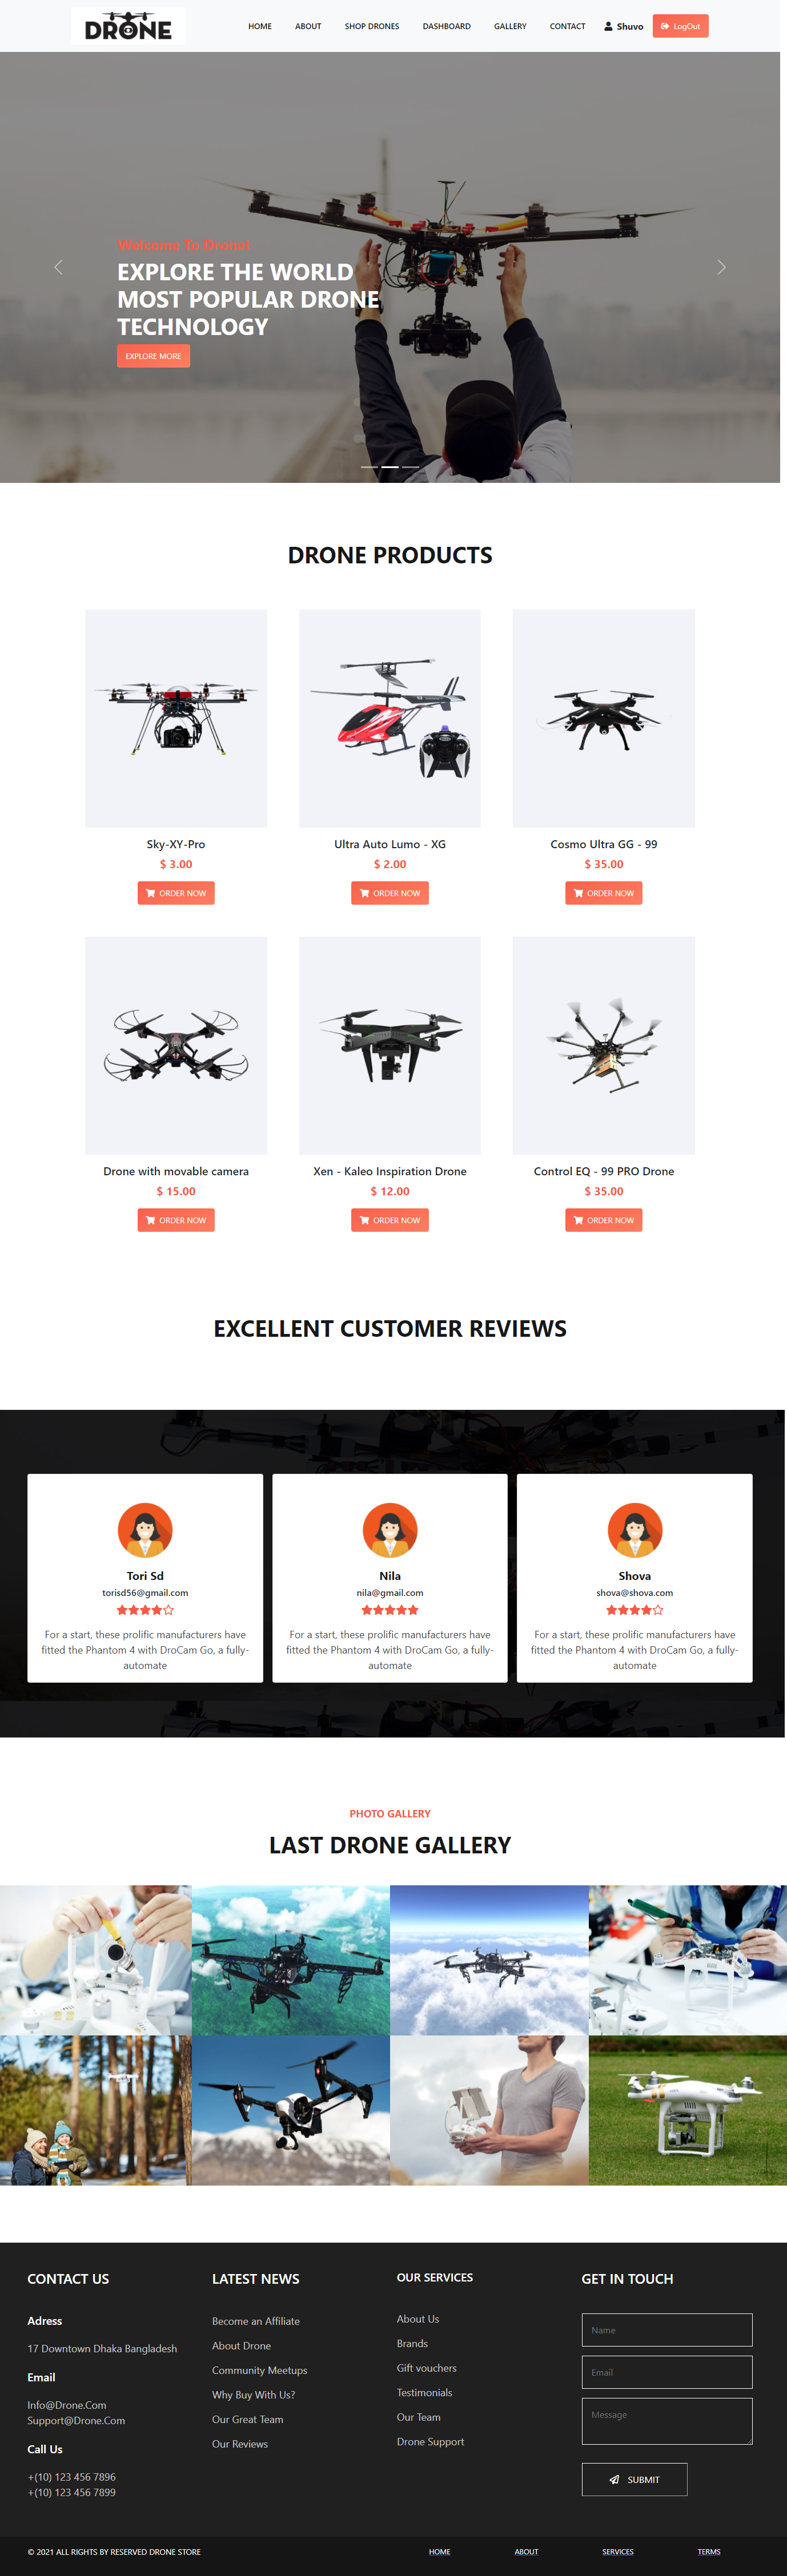 DRONE
HOME ABOUT SHOP DRONES DASHBOARD GALLERY CONTACT Shuvo LogOut
Welcome To Drone!
EXPLORE THE WORLD
MOST POPULAR DRONE
TECHNOLOGY
EXPLORE MORE
DRONE PRODUCTS
Sky-XY-Pro
$ 3.00
ORDER NOW
Ultra Auto Lumo - XG
$ 2.00
ORDER NOW
Cosmo Ultra GG - 99
$ 35.00
ORDER NOW
Drone with movable camera
$ 15.00
ORDER NOW
Xen - Kaleo Inspiration Drone
$ 12.00
ORDER NOW
Control EQ - 99 PRO Drone
$ 35.00
ORDER NOW
EXCELLENT CUSTOMER REVIEWS
Tori Sd
torisd56@gmail.com
For a start, these prolific manufacturers have
fitted the Phantom 4 with DroCam Go, a fully-
automate
Nila
nila@gmail.com
For a start, these prolific manufacturers have
fitted the Phantom 4 with DroCam Go, a fully-
automate
Shova
shova@shova.com
For a start, these prolific manufacturers have
fitted the Phantom 4 with DroCam Go, a fully-
automate
PHOTO GALLERY
LAST DRONE GALLERY
CONTACT US
Adress
17 Downtown Dhaka Bangladesh
Email
Info@Drone.Com
Support@Drone.Com
Call Us
+(10) 123 456 7896
+(10) 123 456 7899
LATEST NEWS
Become an Affiliate
About Drone
Community Meetups
Why Buy With Us?
Our Great Team
Our Reviews
OUR SERVICES
About Us
Brands
Gift vouchers
Testimonials
Our Team
Drone Support
GET IN TOUCH
Name
Email
Message
SUBMIT
© 2021 ALL RIGHTS BY RESERVED DRONE STORE
HOME ABOUT SERVICES TERMS